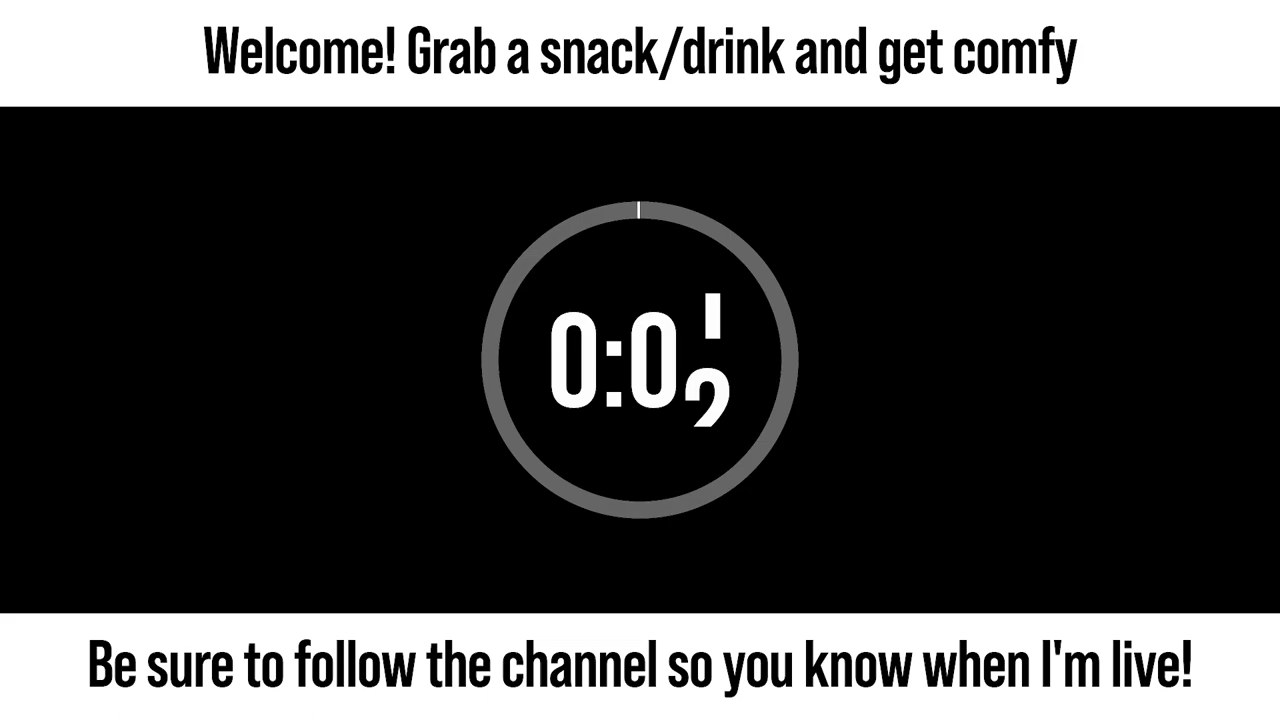 Welcome! Grab a snack/drink and get comfy
0:0
Be sure to follow the channel so you know when I'm live!